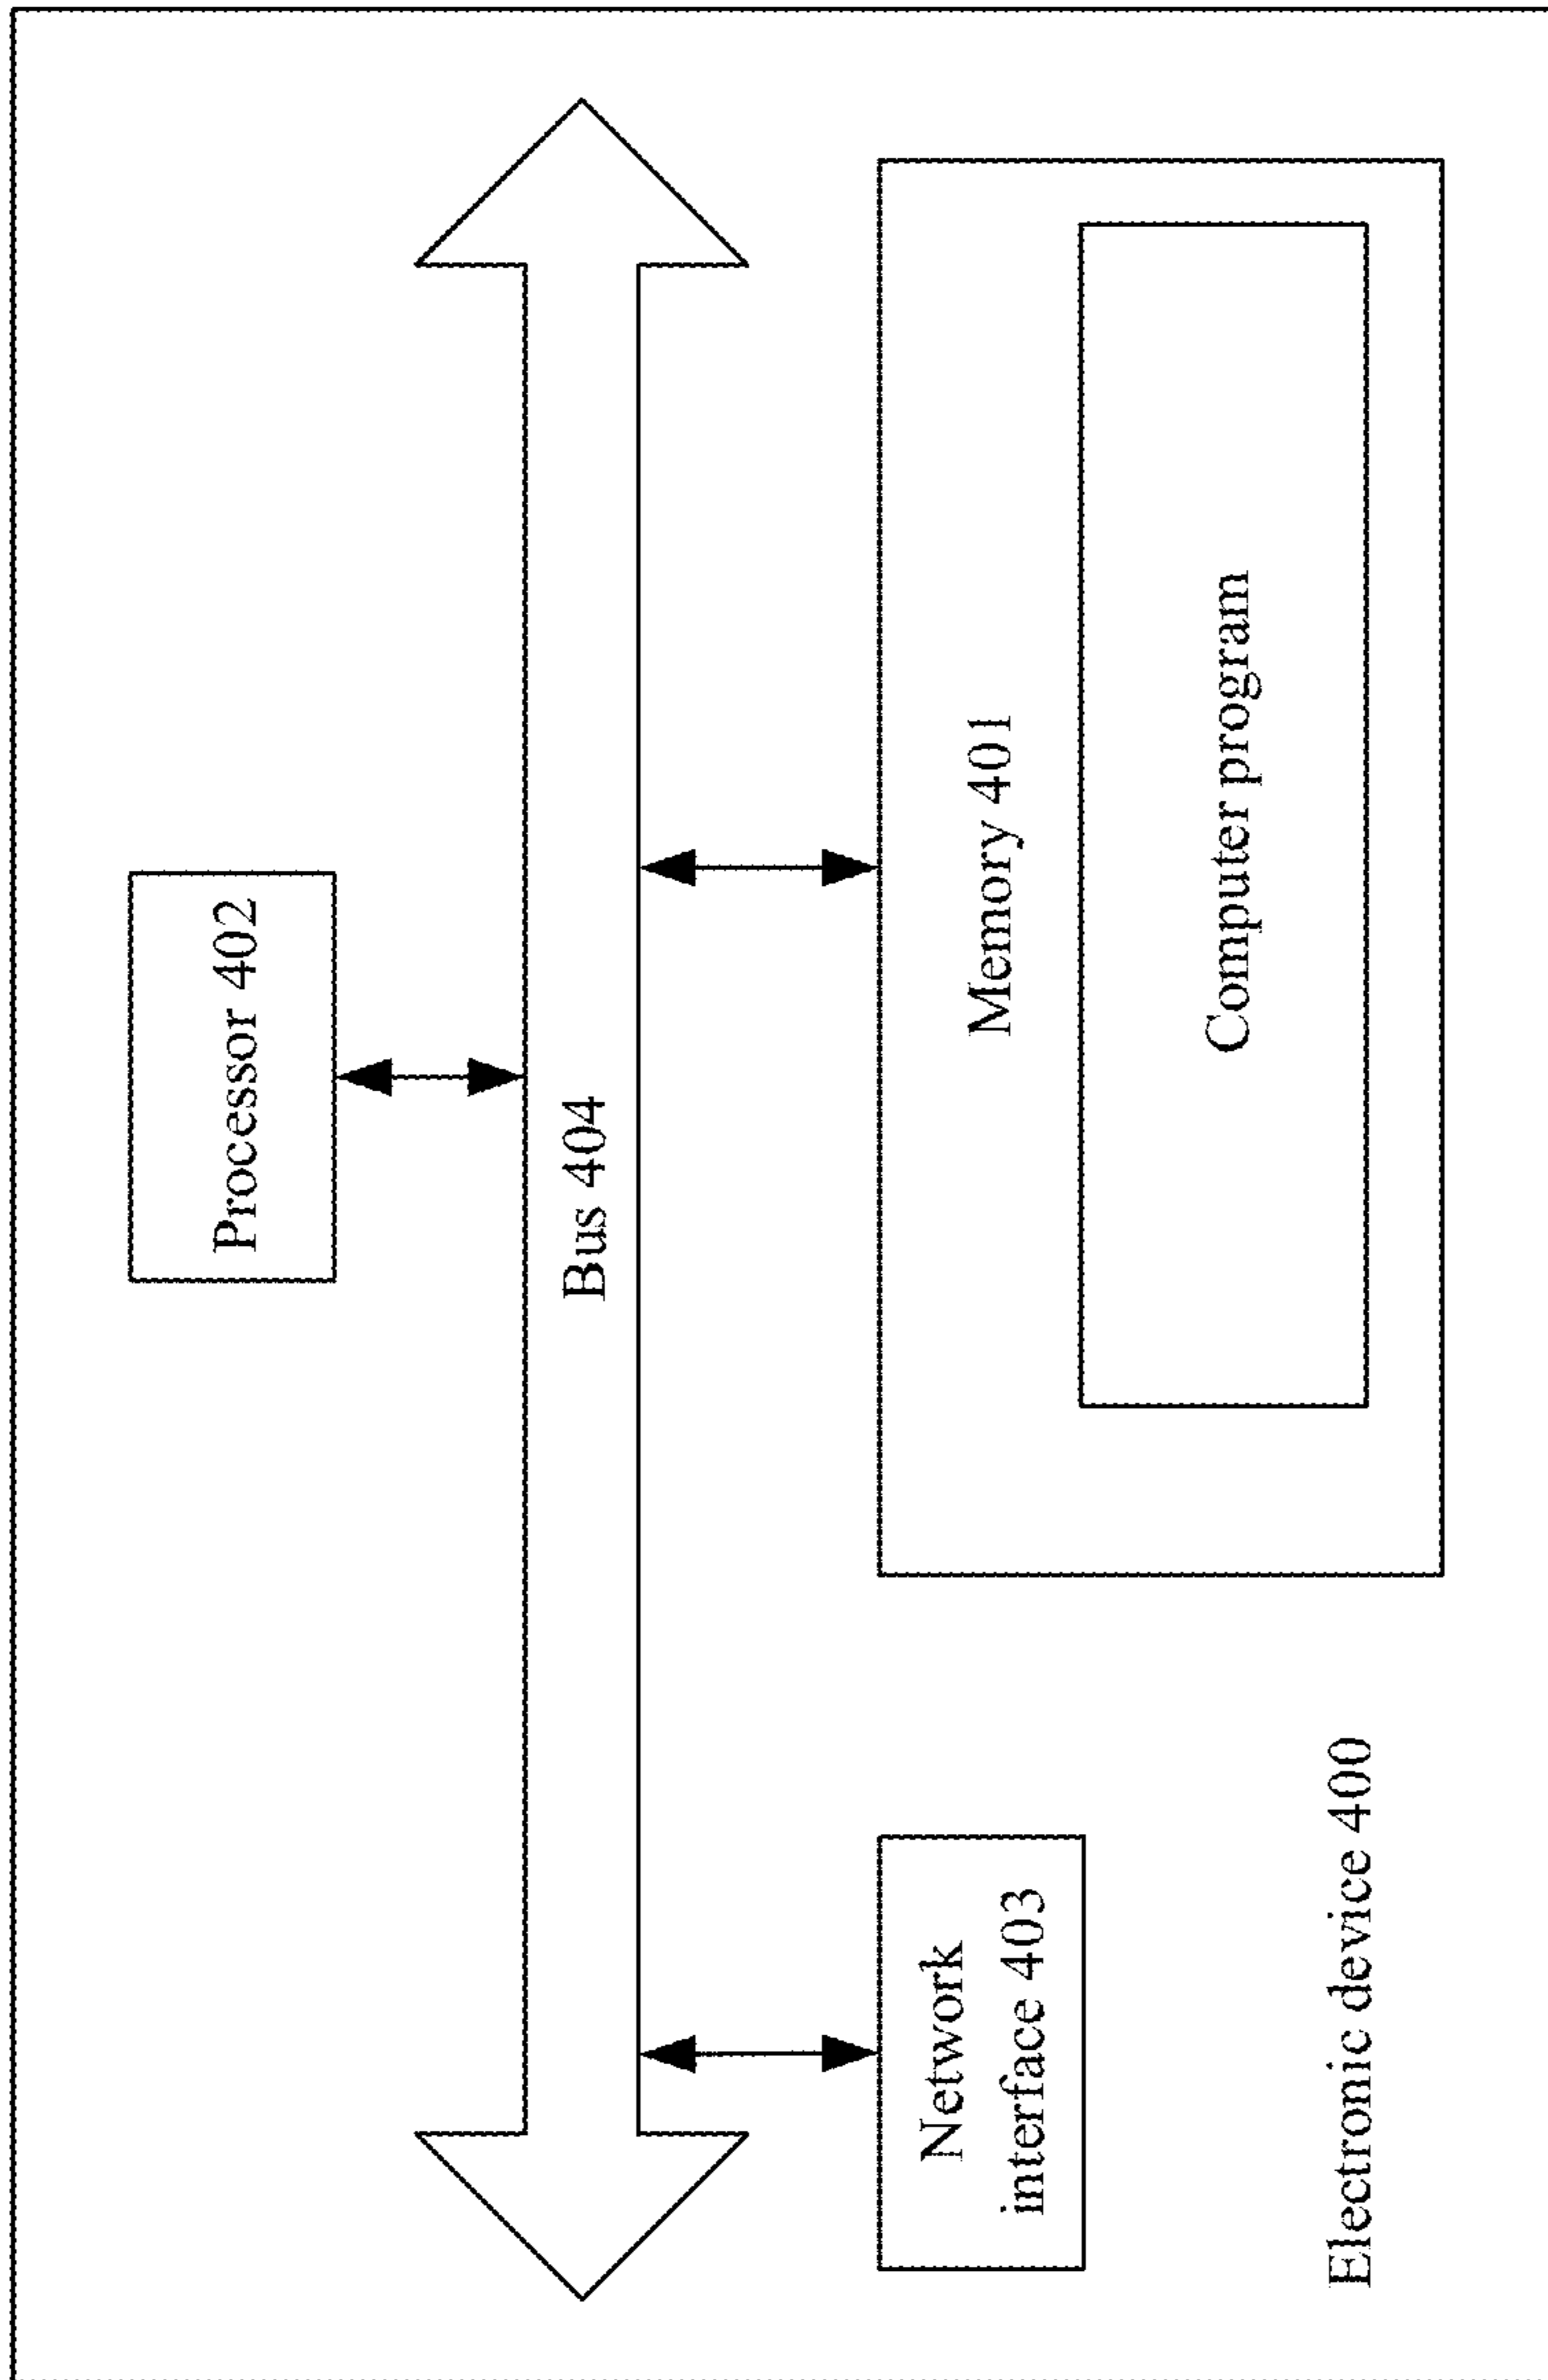 Processor 402
Bus 404
Network
interface 403
Memory 401
Computer program
Electronic device 400